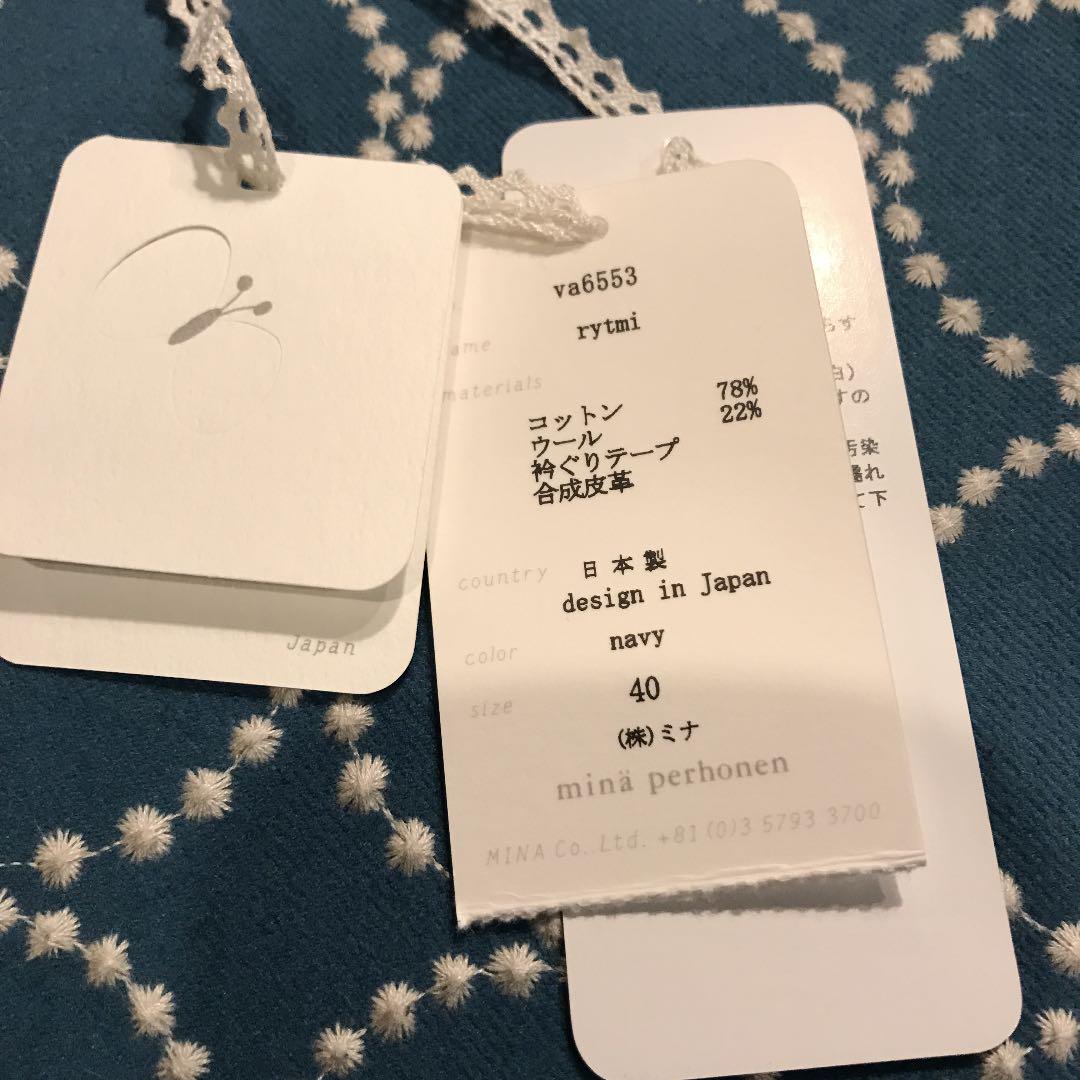 va6553
ame rytmi
materials
コットン 78%
ウール 22%
衿ぐりテープ
合成皮革
country 日本製
design in Japan
color navy
size 40
(株)ミナ
minä perhonen
MINA Co.,Ltd. +81 (0)3 5793 3700
Japan
らす
白)
すの
汚染
濡れ
て下